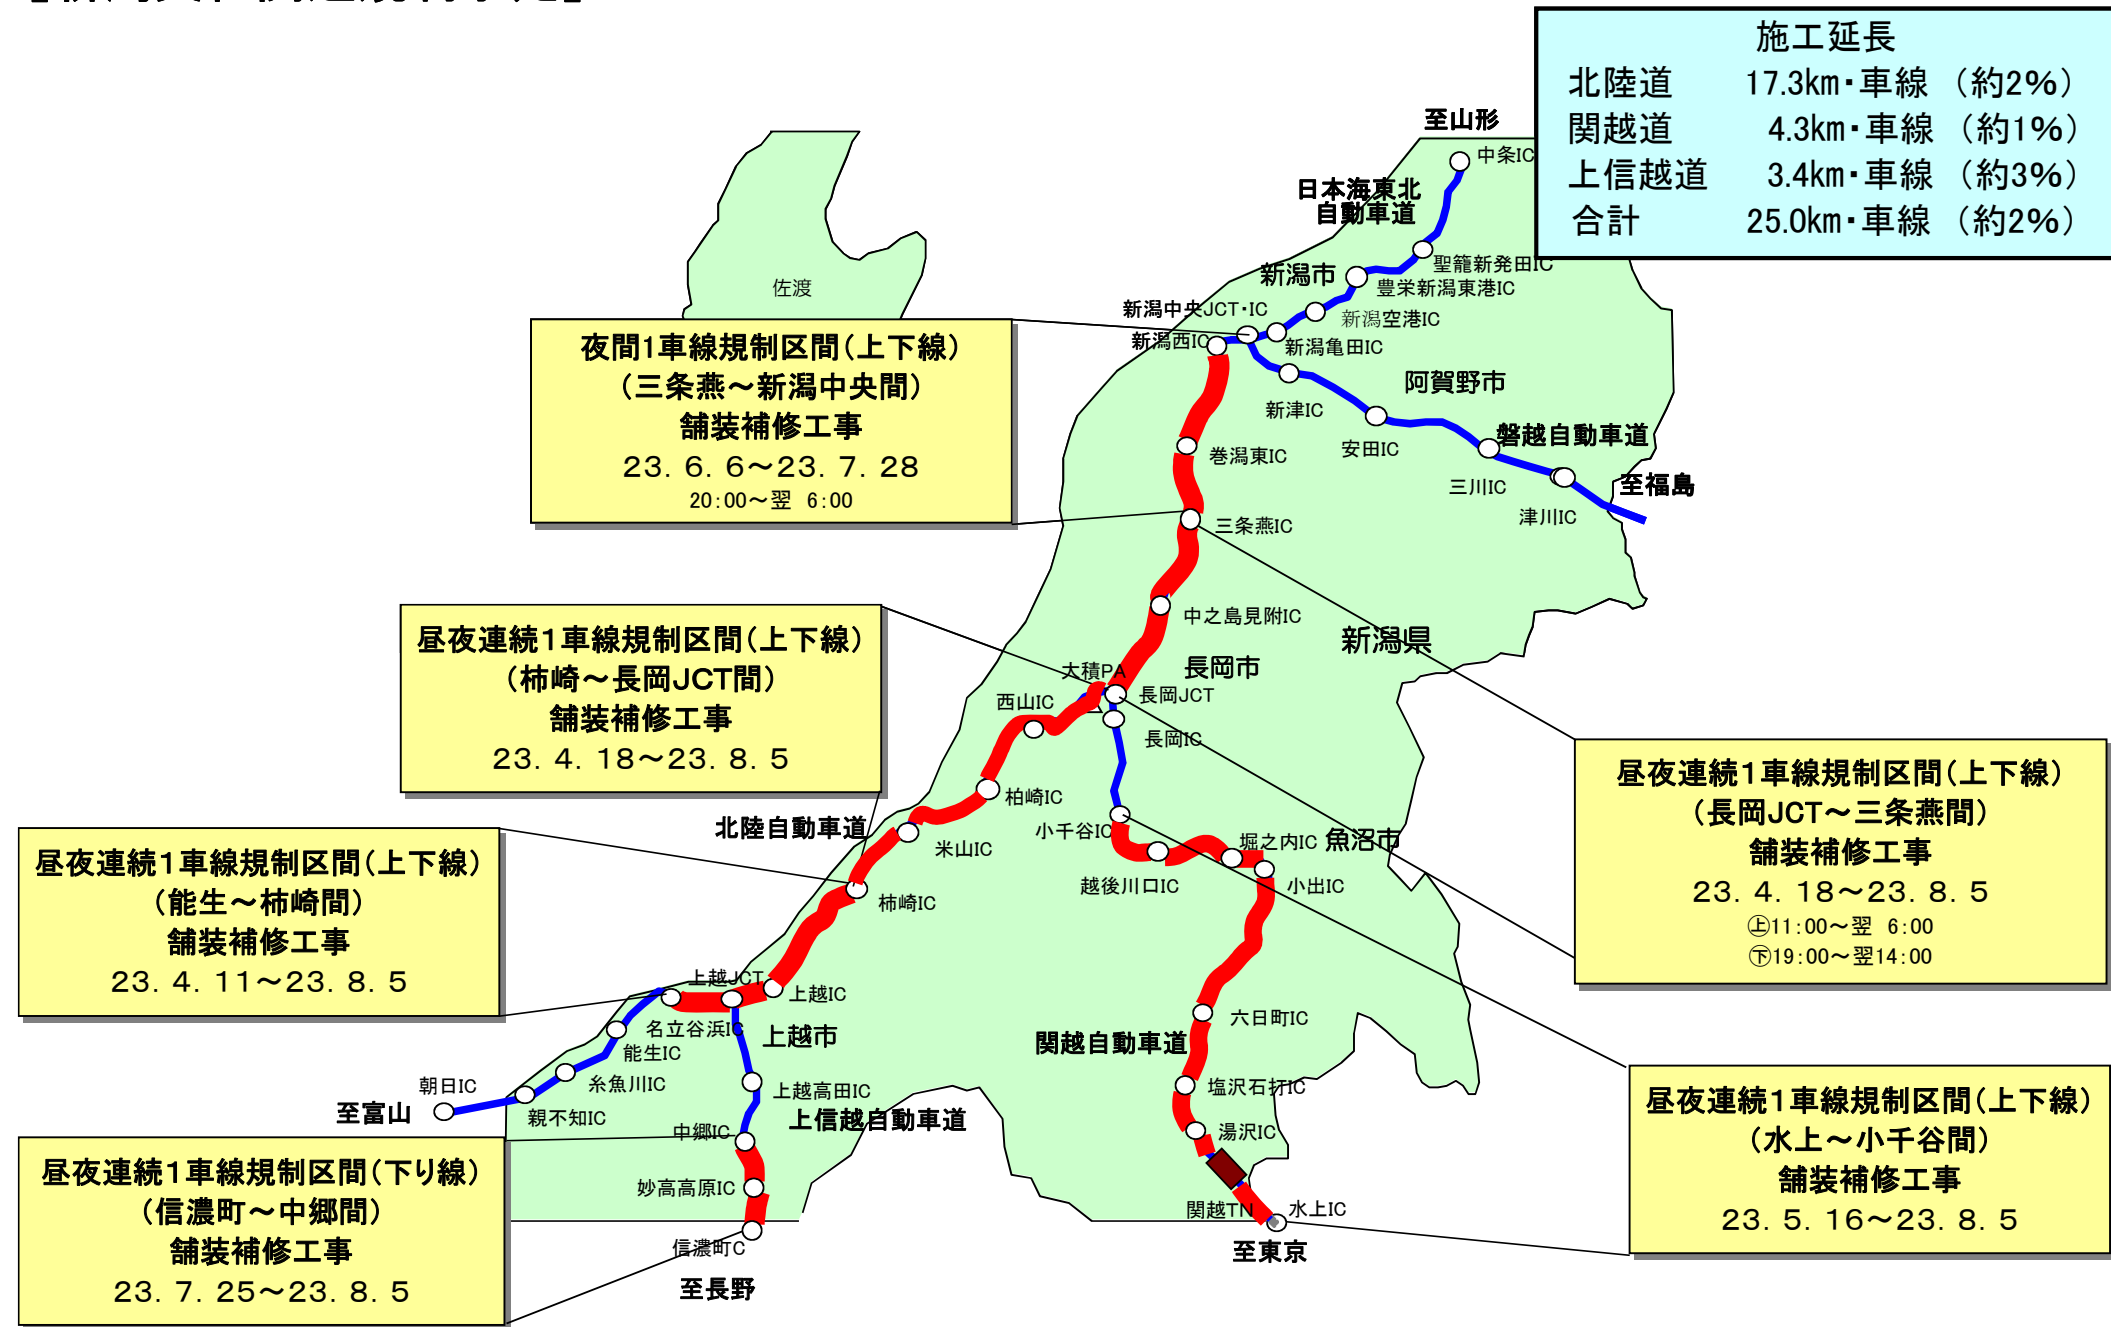 施工延長
北陸道 17.3km・車線 (約2%)
関越道 4.3km・車線 (約1%)
上信越道 3.4km・車線 (約3%)
合計 25.0km・車線 (約2%)
至山形
中条IC
日本海東北
自動車道
聖籠新発田IC
新潟市
豊栄新潟東港IC
佐渡
新潟中央JCT・IC
新潟空港IC
新潟西IC
新潟亀田IC
夜間1車線規制区間(上下線)
(三条燕~新潟中央間)
舗装補修工事
23.6.6~23.7.28
20:00~翌 6:00
阿賀野市
新津IC
安田IC
磐越自動車道
巻潟東IC
三川IC
至福島
津川IC
三条燕IC
中之島見附IC
新潟県
昼夜連続1車線規制区間(上下線)
(柿崎~長岡JCT間)
舗装補修工事
23.4.18~23.8.5
大積PA
長岡市
西山IC
長岡JCT
長岡IC
昼夜連続1車線規制区間(上下線)
(長岡JCT~三条燕間)
舗装補修工事
23.4.18~23.8.5
㊤11:00~翌 6:00
㊦19:00~翌14:00
柏崎IC
北陸自動車道
小千谷IC
堀之内IC
魚沼市
米山IC
越後川口IC
小出IC
柿崎IC
昼夜連続1車線規制区間(上下線)
(能生~柿崎間)
舗装補修工事
23.4.11~23.8.5
上越JCT
上越IC
名立谷浜IC
上越市
六日町IC
関越自動車道
能生IC
朝日IC
糸魚川IC
上越高田IC
塩沢石打IC
至富山
親不知IC
上信越自動車道
中郷IC
湯沢IC
昼夜連続1車線規制区間(上下線)
(水上~小千谷間)
舗装補修工事
23.5.16~23.8.5
昼夜連続1車線規制区間(下り線)
(信濃町~中郷間)
舗装補修工事
23.7.25~23.8.5
妙高高原IC
関越TN
水上IC
信濃町C
至東京
至長野